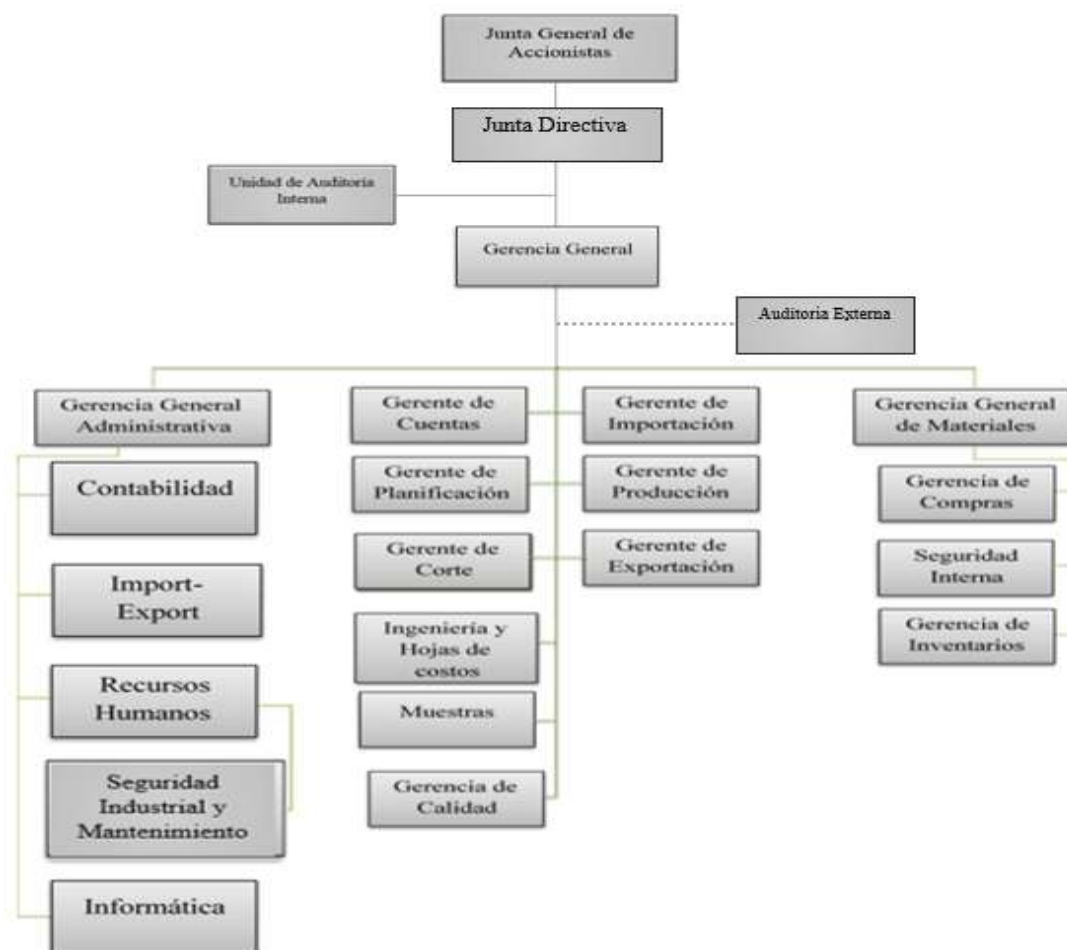 Junta General de
Accionistas
Junta Directiva
Unidad de Auditoria
Interna
Gerencia General
Auditoria Externa
Gerencia General
Administrativa
Contabilidad
Import-
Export
Recursos
Humanos
Seguridad
Industrial y
Mantenimiento
Informática
Gerente de
Cuentas
Gerente de
Importación
Gerente de
Planificación
Gerente de
Producción
Gerente de
Corte
Gerente de
Exportación
Ingeniería y
Hojas de
costos
Muestras
Gerencia de
Calidad
Gerencia General
de Materiales
Gerencia de
Compras
Seguridad
Interna
Gerencia de
Inventarios